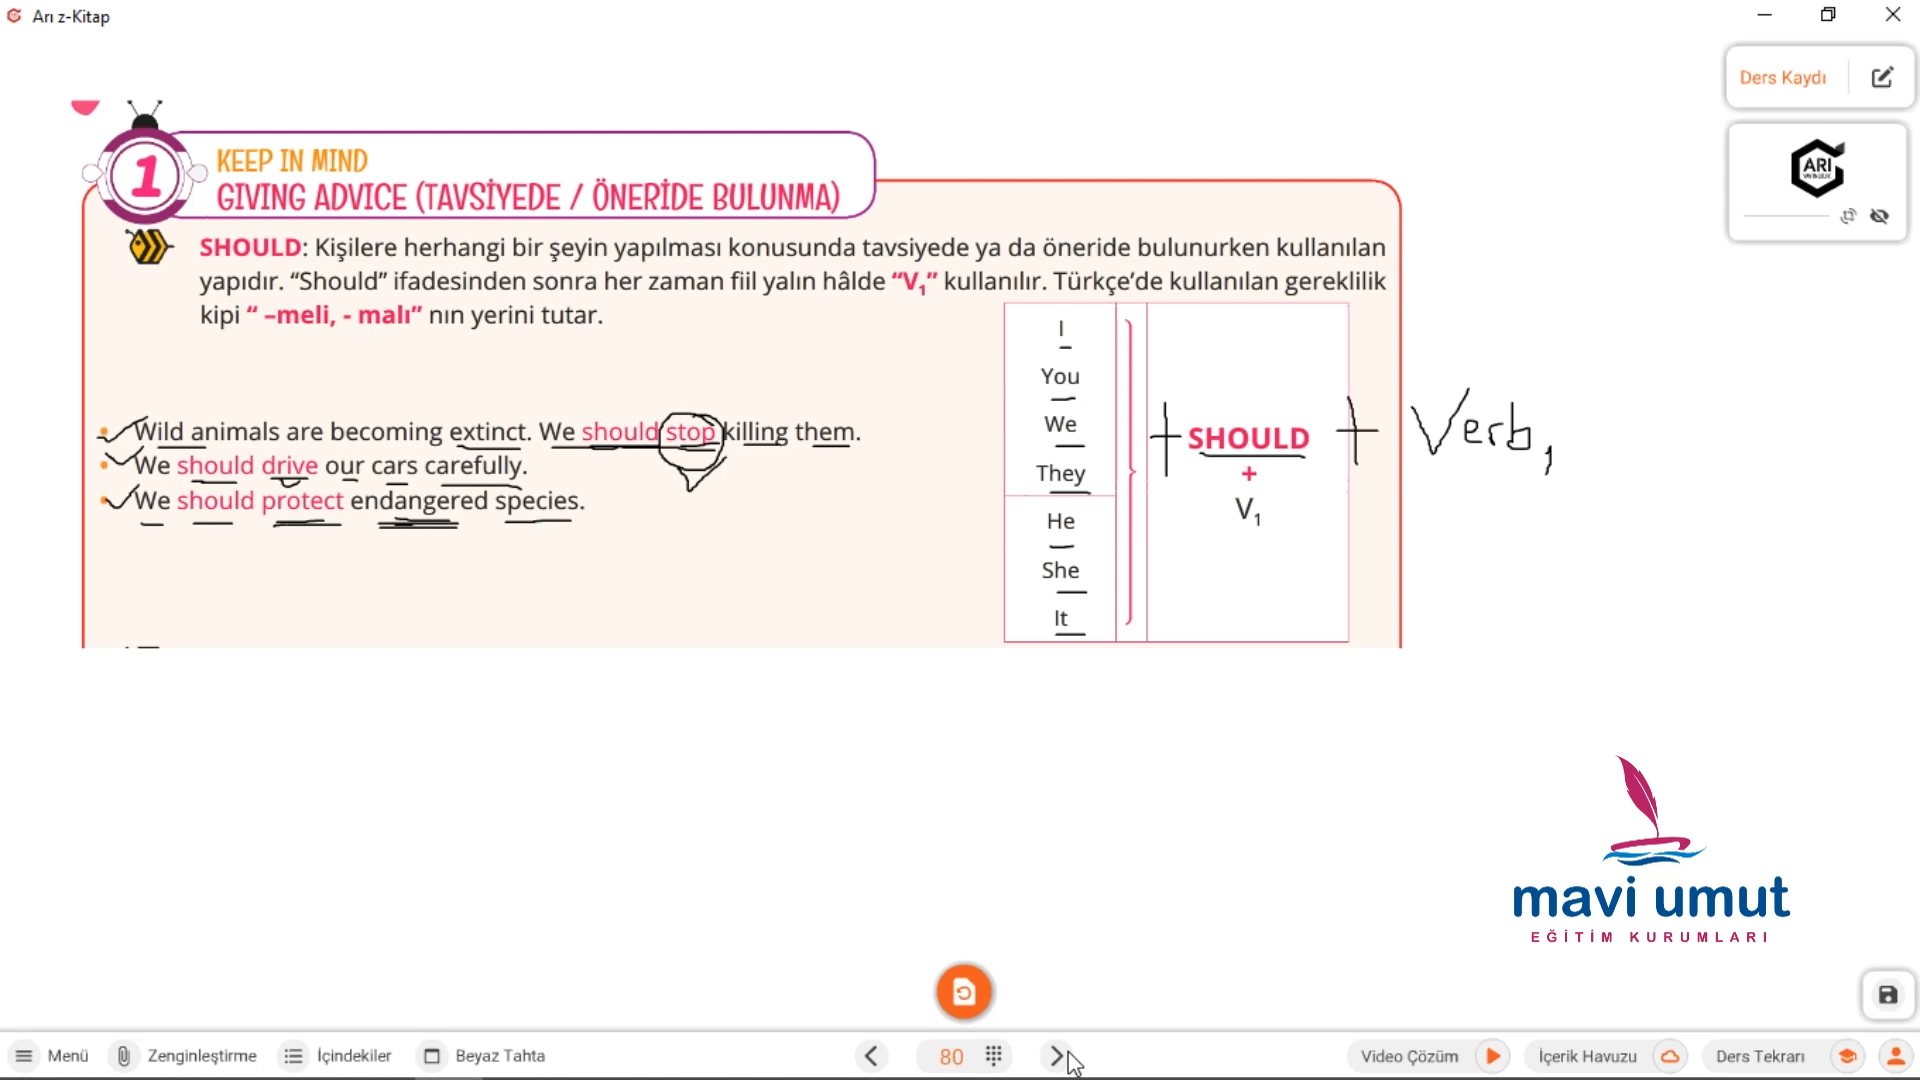 Arı z-Kitap
Ders Kaydı
ARI
1
KEEP IN MIND
GIVING ADVICE (TAVSİYEDE / ÖNERİDE BULUNMA)
SHOULD: Kişilere herhangi bir şeyin yapılması konusunda tavsiyede ya da öneride bulunurken kullanılan
yapıdır. “Should” ifadesinden sonra her zaman fiil yalın hâlde “V₁” kullanılır. Türkçe’de kullanılan gereklilik
kipi “ –meli, - malı” nın yerini tutar.
• Wild animals are becoming extinct. We should stop killing them.
• We should drive our cars carefully.
• We should protect endangered species.
I
You
We
They
He
She
It
+ SHOULD + Verb₁
+
V₁
mavi umut
EĞİTİM KURUMLARI
Menü Zenginleştirme İçindekiler Beyaz Tahta 80 Video Çözüm İçerik Havuzu Ders Tekrarı